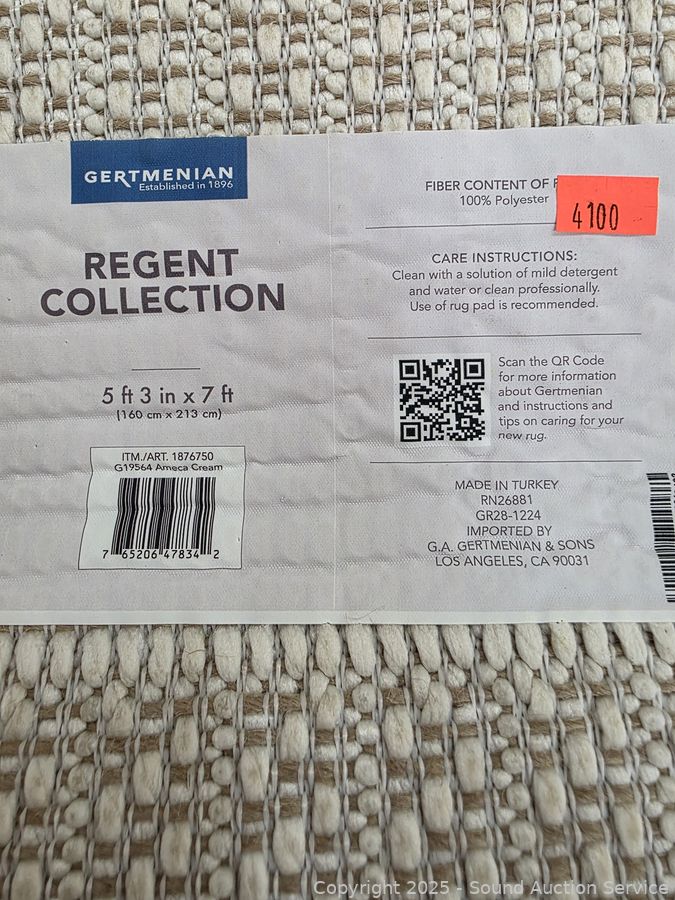 GERTMENIAN
Established in 1896
REGENT
COLLECTION
5 ft 3 in x 7 ft
(160 cm x 213 cm)
ITM./ART. 1876750
G19564 Ameca Cream
7 65206 47834 2
FIBER CONTENT OF
100% Polyester
4100
CARE INSTRUCTIONS:
Clean with a solution of mild detergent
and water or clean professionally.
Use of rug pad is recommended.
Scan the QR Code
for more information
about Gertmenian
and instructions and
tips on caring for your
new rug.
MADE IN TURKEY
RN26881
GR28-1224
IMPORTED BY
G.A. GERTMENIAN & SONS
LOS ANGELES, CA 90031
Copyright 2025 - Sound Auction Service